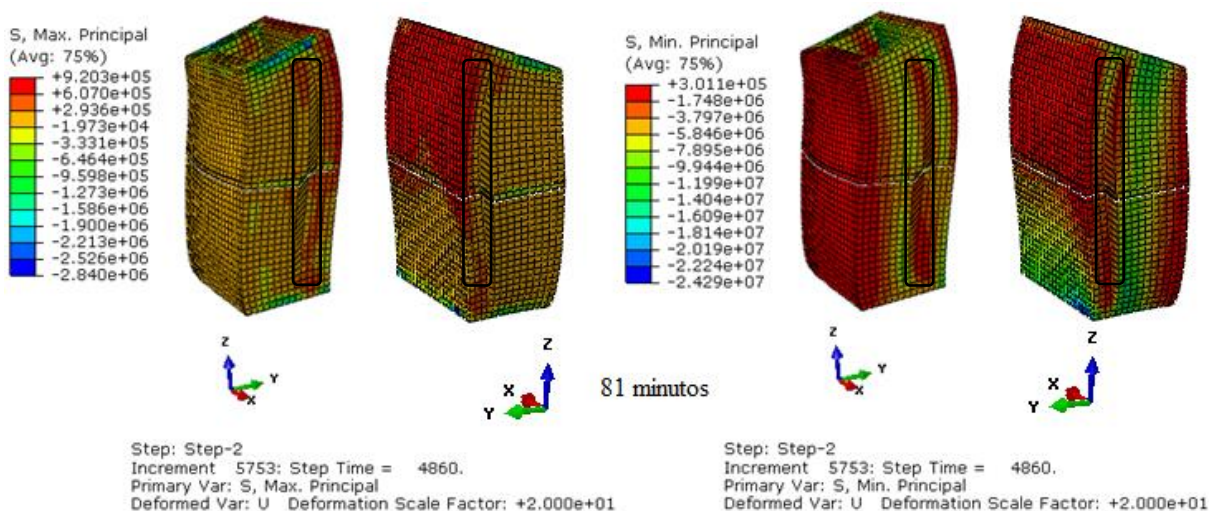 S, Max. Principal
(Avg: 75%)
+9.203e+05
+6.070e+05
+2.936e+05
-1.973e+04
-3.331e+05
-6.464e+05
-9.598e+05
-1.273e+06
-1.586e+06
-1.900e+06
-2.213e+06
-2.526e+06
-2.840e+06
Z
Y
X
Z
X
Y
81 minutos
Step: Step-2
Increment 5753: Step Time = 4860.
Primary Var: S, Max. Principal
Deformed Var: U Deformation Scale Factor: +2.000e+01
S, Min. Principal
(Avg: 75%)
+3.011e+05
-1.748e+06
-3.797e+06
-5.846e+06
-7.895e+06
-9.944e+06
-1.199e+07
-1.404e+07
-1.609e+07
-1.814e+07
-2.019e+07
-2.224e+07
-2.429e+07
Z
Y
X
Z
X
Y
Step: Step-2
Increment 5753: Step Time = 4860.
Primary Var: S, Min. Principal
Deformed Var: U Deformation Scale Factor: +2.000e+01